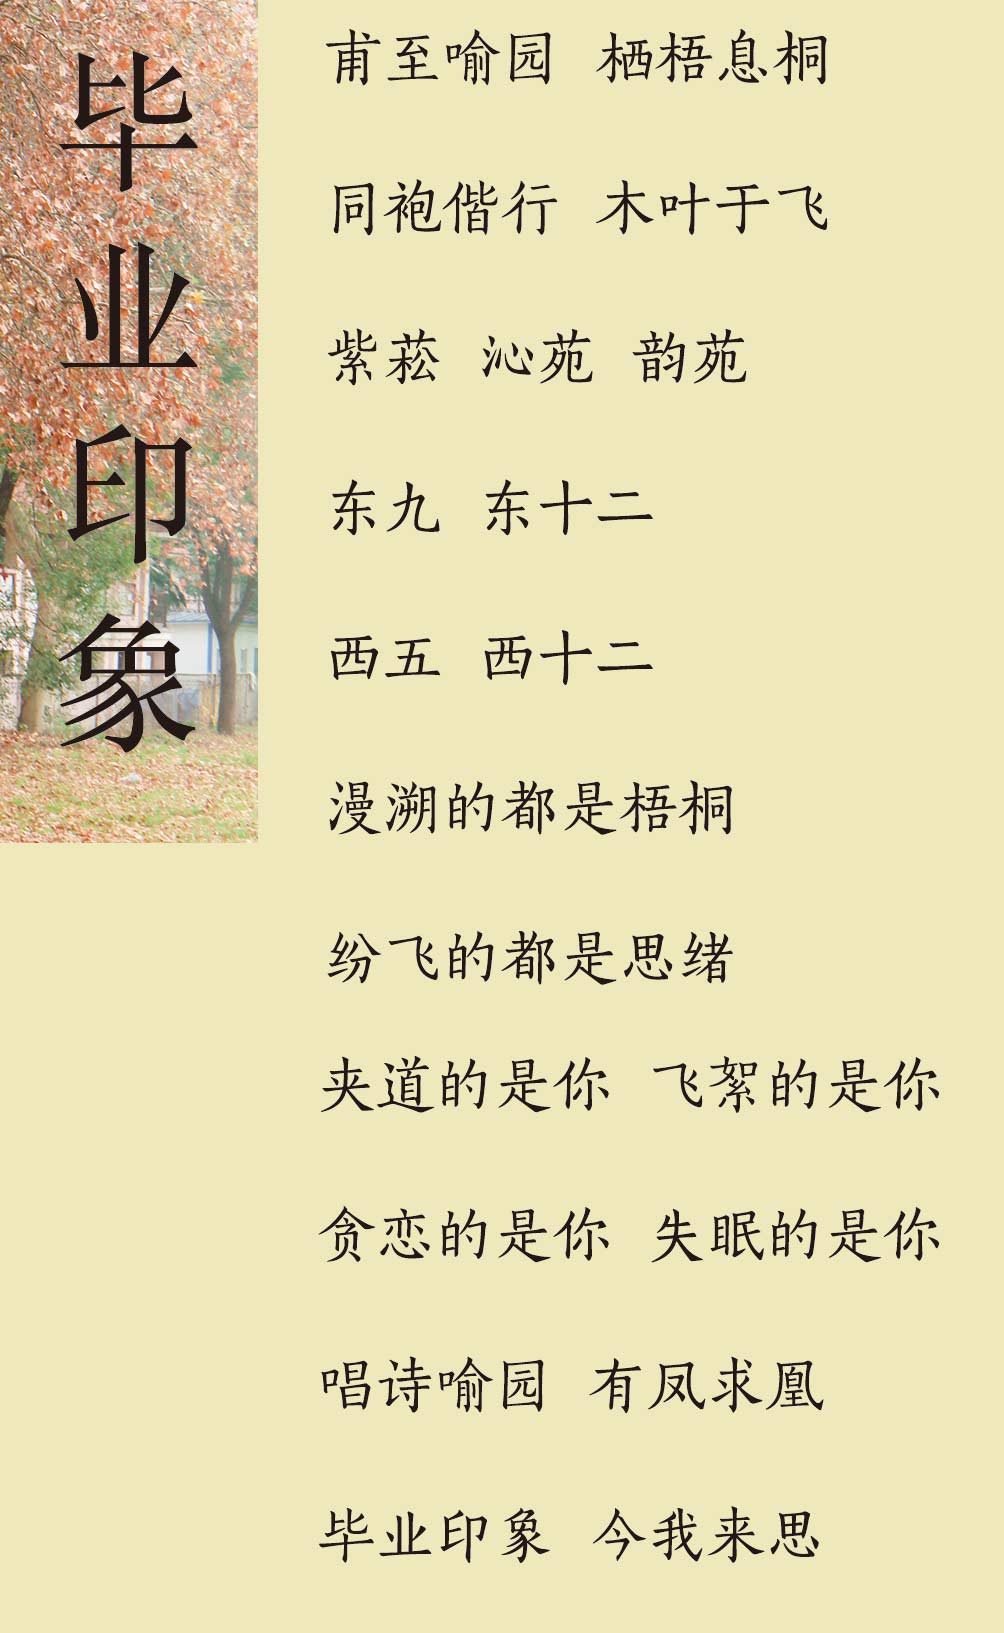 毕业印象
甫至喻园 栖梧息桐
同袍偕行 木叶于飞
紫菘 沁苑 韵苑
东九 东十二
西五 西十二
漫溯的都是梧桐
纷飞的都是思绪
夹道的是你 飞絮的是你
贪恋的是你 失眠的是你
唱诗喻园 有凤求凰
毕业印象 今我来思